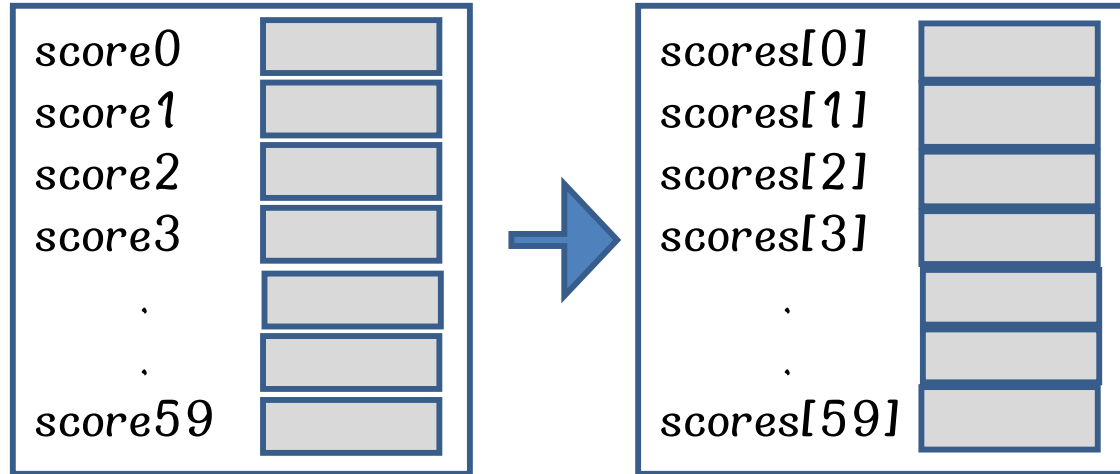 score0
score1
score2
score3
.
.
score59
scores[0]
scores[1]
scores[2]
scores[3]
.
.
scores[59]